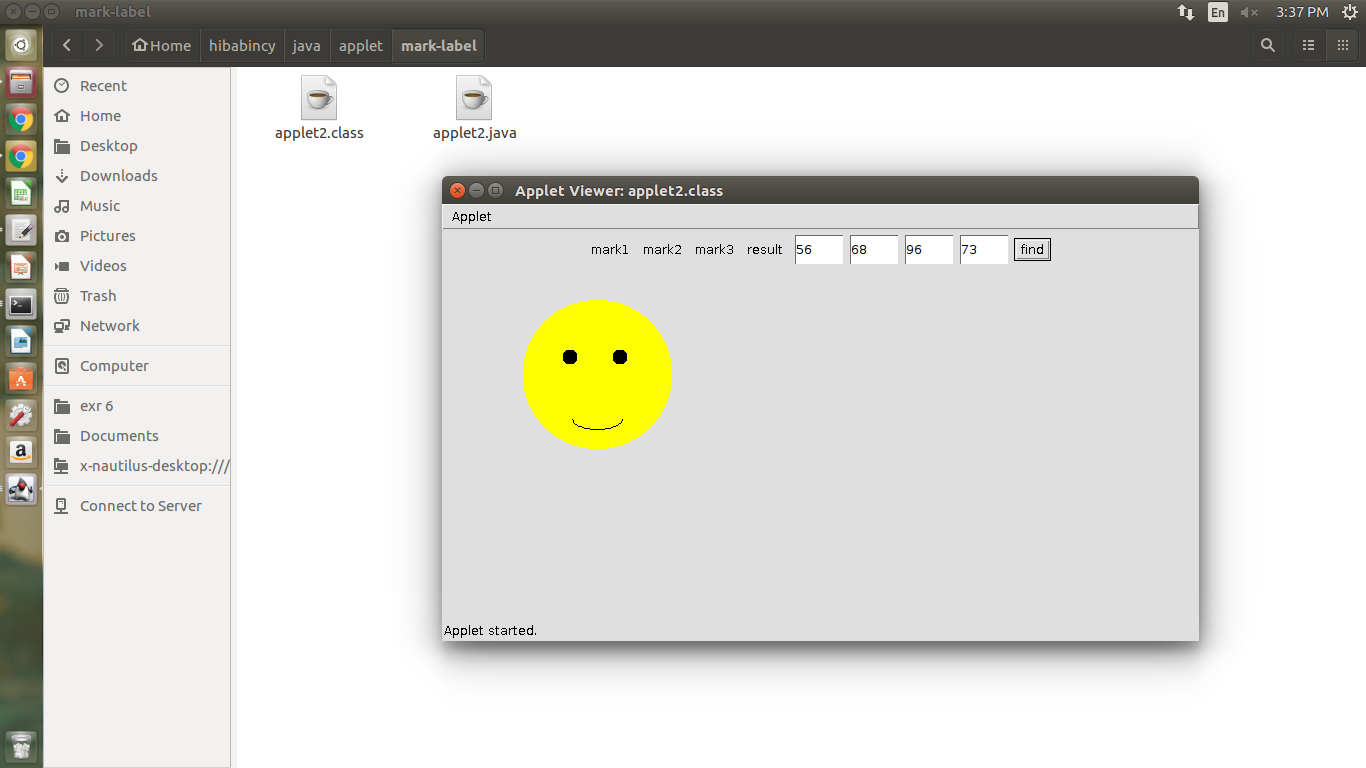 mark-label
En
3:37 PM
Home hibabincy java applet mark-label
Recent
Home
Desktop
Downloads
Music
Pictures
Videos
Trash
Network
Computer
exr 6
Documents
x-nautilus-desktop:///
Connect to Server
applet2.class
applet2.java
Applet Viewer: applet2.class
Applet
mark1 mark2 mark3 result 56 68 96 73 find
Applet started.